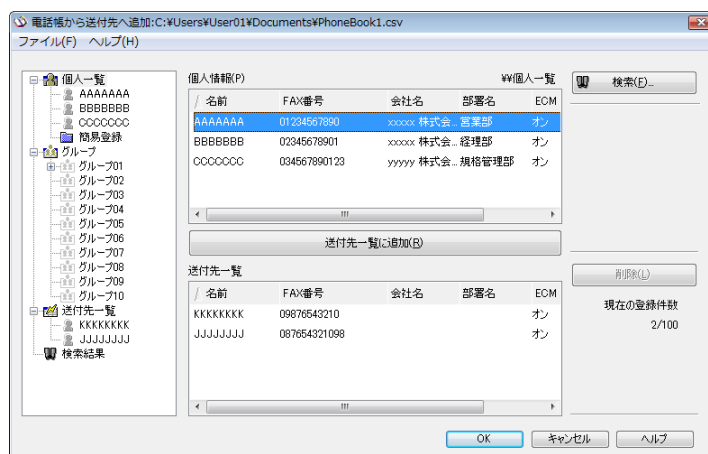 電話帳から送付先へ追加:C:¥Users¥User01¥Documents¥PhoneBook1.csv
ファイル(F) ヘルプ(H)
個人一覧
AAAAAAA
BBBBBBB
CCCCCCC
簡易登録
グループ
グループ01
グループ02
グループ03
グループ04
グループ05
グループ06
グループ07
グループ08
グループ09
グループ10
送付先一覧
KKKKKKKK
JJJJJJJJ
検索結果
個人情報(P) ¥¥個人一覧
/ 名前 FAX番号 会社名 部署名 ECM
AAAAAAA 01234567890 xxxxx 株式会... 営業部 オン
BBBBBBB 02345678901 xxxxx 株式会... 経理部 オン
CCCCCCC 034567890123 yyyyy 株式会... 規格管理部 オン
送付先一覧に追加(R)
送付先一覧
/ 名前 FAX番号 会社名 部署名 ECM
KKKKKKKK 09876543210 オン
JJJJJJJJ 087654321098 オン
検索(E)...
削除(L)
現在の登録件数
2/100
OK キャンセル ヘルプ